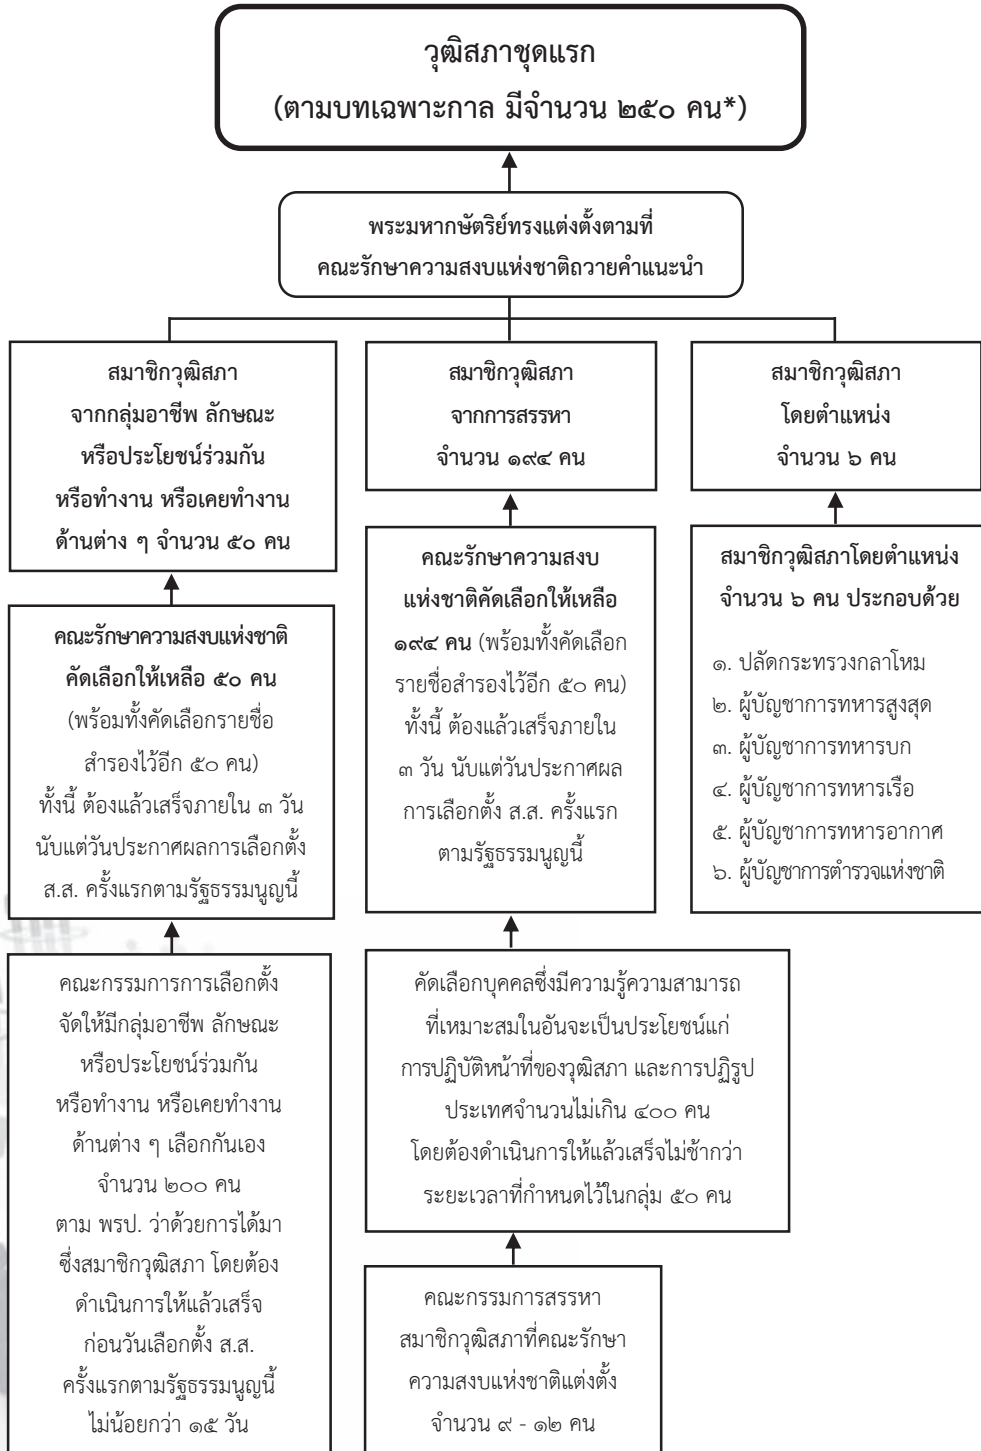 วุฒิสภาชุดแรก
(ตามบทเฉพาะกาล มีจำนวน ๒๕๐ คน*)
พระมหากษัตริย์ทรงแต่งตั้งตามที่
คณะรักษาความสงบแห่งชาติถวายคำแนะนำ
สมาชิกวุฒิสภา
จากกลุ่มอาชีพ ลักษณะ
หรือประโยชน์ร่วมกัน
หรือทำงาน หรือเคยทำงาน
ด้านต่าง ๆ จำนวน ๕๐ คน
คณะรักษาความสงบแห่งชาติ
คัดเลือกให้เหลือ ๕๐ คน
(พร้อมทั้งคัดเลือกรายชื่อ
สำรองไว้อีก ๕๐ คน)
ทั้งนี้ ต้องแล้วเสร็จภายใน ๓ วัน
นับแต่วันประกาศผลการเลือกตั้ง
ส.ส. ครั้งแรกตามรัฐธรรมนูญนี้
คณะกรรมการการเลือกตั้ง
จัดให้มีกลุ่มอาชีพ ลักษณะ
หรือประโยชน์ร่วมกัน
หรือทำงาน หรือเคยทำงาน
ด้านต่าง ๆ เลือกกันเอง
จำนวน ๒๐๐ คน
ตาม พรป. ว่าด้วยการได้มา
ซึ่งสมาชิกวุฒิสภา โดยต้อง
ดำเนินการให้แล้วเสร็จ
ก่อนวันเลือกตั้ง ส.ส.
ครั้งแรกตามรัฐธรรมนูญนี้
ไม่น้อยกว่า ๑๕ วัน
สมาชิกวุฒิสภา
จากการสรรหา
จำนวน ๑๙๔ คน
คณะรักษาความสงบ
แห่งชาติคัดเลือกให้เหลือ
๑๙๔ คน (พร้อมทั้งคัดเลือก
รายชื่อสำรองไว้อีก ๕๐ คน)
ทั้งนี้ ต้องแล้วเสร็จภายใน
๓ วัน นับแต่วันประกาศผล
การเลือกตั้ง ส.ส. ครั้งแรก
ตามรัฐธรรมนูญนี้
คัดเลือกบุคคลซึ่งมีความรู้ความสามารถ
ที่เหมาะสมในอันจะเป็นประโยชน์แก่
การปฏิบัติหน้าที่ของวุฒิสภา และการปฏิรูป
ประเทศจำนวนไม่เกิน ๔๐๐ คน
โดยต้องดำเนินการให้แล้วเสร็จไม่ช้ากว่า
ระยะเวลาที่กำหนดไว้ในกลุ่ม ๕๐ คน
คณะกรรมการสรรหา
สมาชิกวุฒิสภาที่คณะรักษา
ความสงบแห่งชาติแต่งตั้ง
จำนวน ๙ - ๑๒ คน
สมาชิกวุฒิสภา
โดยตำแหน่ง
จำนวน ๖ คน
สมาชิกวุฒิสภาโดยตำแหน่ง
จำนวน ๖ คน ประกอบด้วย
๑. ปลัดกระทรวงกลาโหม
๒. ผู้บัญชาการทหารสูงสุด
๓. ผู้บัญชาการทหารบก
๔. ผู้บัญชาการทหารเรือ
๕. ผู้บัญชาการทหารอากาศ
๖. ผู้บัญชาการตำรวจแห่งชาติ